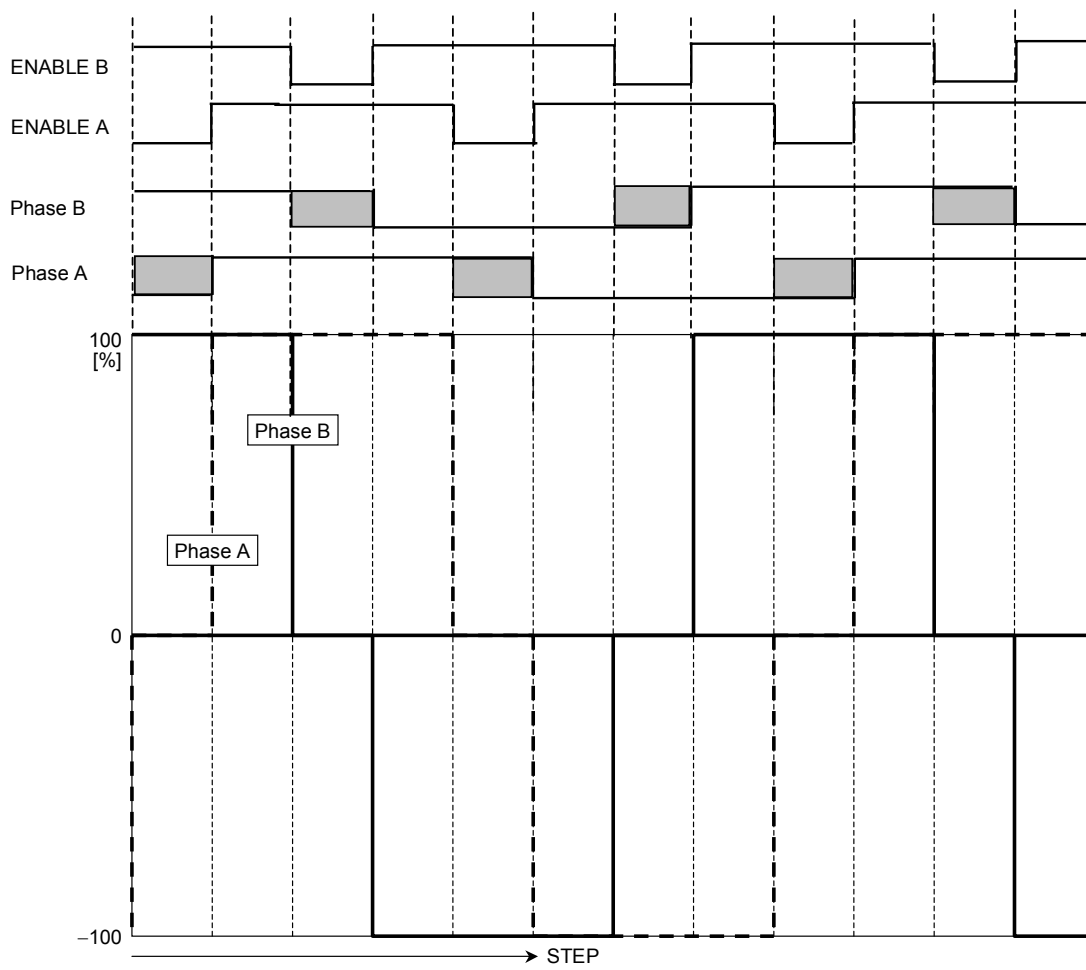 ENABLE B
ENABLE A
Phase B
Phase A
100
[%]
Phase B
Phase A
0
−100
STEP